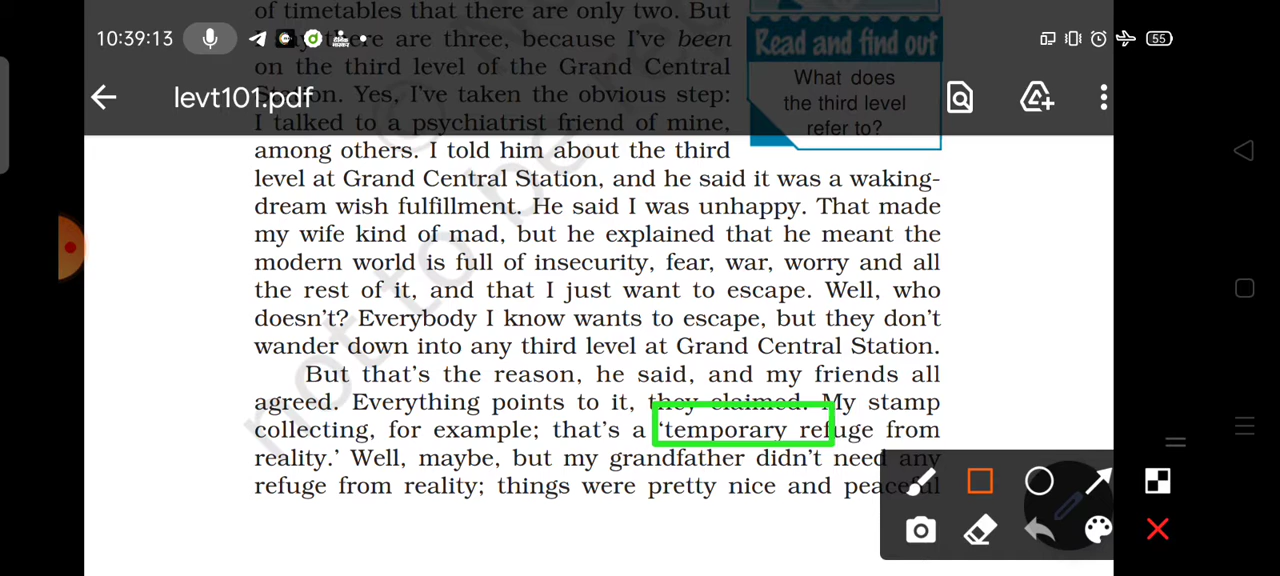 of timetables that there are only two. But
there are three, because I've been
on the third level of the Grand Central
Station. Yes, I've taken the obvious step:
I talked to a psychiatrist friend of mine,
among others. I told him about the third
level at Grand Central Station, and he said it was a waking-
dream wish fulfillment. He said I was unhappy. That made
my wife kind of mad, but he explained that he meant the
modern world is full of insecurity, fear, war, worry and all
the rest of it, and that I just want to escape. Well, who
doesn't? Everybody I know wants to escape, but they don't
wander down into any third level at Grand Central Station.
But that's the reason, he said, and my friends all
agreed. Everything points to it, they claimed. My stamp
collecting, for example; that's a 'temporary refuge from
reality.' Well, maybe, but my grandfather didn't need any
refuge from reality; things were pretty nice and peaceful
Read and find out
What does
the third level
refer to?
10:39:13
55
levt101.pdf
not to be